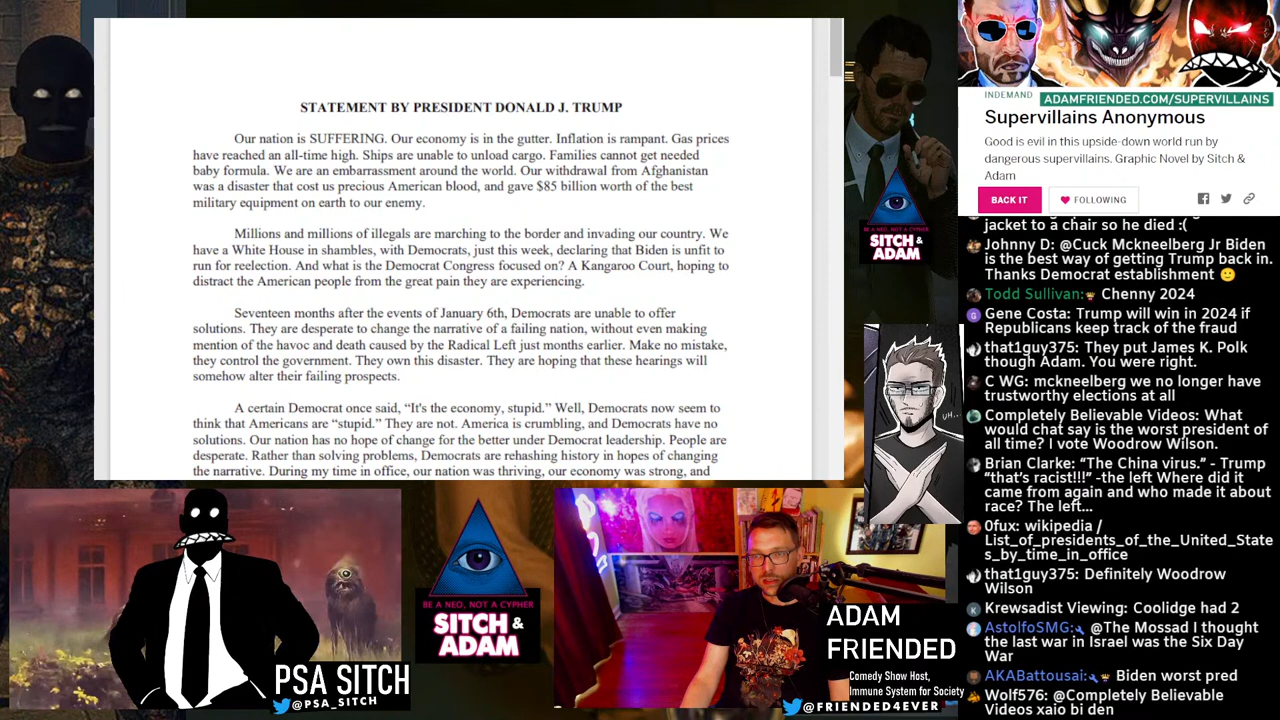 STATEMENT BY PRESIDENT DONALD J. TRUMP
Our nation is SUFFERING. Our economy is in the gutter. Inflation is rampant. Gas prices
have reached an all-time high. Ships are unable to unload cargo. Families cannot get needed
baby formula. We are an embarrassment around the world. Our withdrawal from Afghanistan
was a disaster that cost us precious American blood, and gave $85 billion worth of the best
military equipment on earth to our enemy.
Millions and millions of illegals are marching to the border and invading our country. We
have a White House in shambles, with Democrats, just this week, declaring that Biden is unfit to
run for reelection. And what is the Democrat Congress focused on? A Kangaroo Court, hoping to
distract the American people from the great pain they are experiencing.
Seventeen months after the events of January 6th, Democrats are unable to offer
solutions. They are desperate to change the narrative of a failing nation, without even making
mention of the havoc and death caused by the Radical Left just months earlier. Make no mistake,
they control the government. They own this disaster. They are hoping that these hearings will
somehow alter their failing prospects.
A certain Democrat once said, “It's the economy, stupid.” Well, Democrats now seem to
think that Americans are “stupid.” They are not. America is crumbling, and Democrats have no
solutions. Our nation has no hope of change for the better under Democrat leadership. People are
desperate. Rather than solving problems, Democrats are rehashing history in hopes of changing
the narrative. During my time in office, our nation was thriving, our economy was strong, and
BE A NEO, NOT A CYPHER
SITCH &
ADAM
UH..
INDEMAND
ADAMFRIENDED.COM/SUPERVILLAINS
Supervillains Anonymous
Good is evil in this upside-down world run by
dangerous supervillains. Graphic Novel by Sitch &
Adam
BACK IT
FOLLOWING
jacket to a chair so he died :(
Johnny D: @Cuck Mckneelberg Jr Biden
is the best way of getting Trump back in.
Thanks Democrat establishment 🙂
Todd Sullivan: Chenny 2024
Gene Costa: Trump will win in 2024 if
Republicans keep track of the fraud
that1guy375: They put James K. Polk
though Adam. You were right.
C WG: mckneelberg we no longer have
trustworthy elections at all
Completely Believable Videos: What
would chat say is the worst president of
all time? I vote Woodrow Wilson.
Brian Clarke: “The China virus.” - Trump
“that’s racist!!!” -the left Where did it
came from again and who made it about
race? The left...
0fux: wikipedia /
List_of_presidents_of_the_United_State
s_by_time_in_office
that1guy375: Definitely Woodrow
Wilson
Krewsadist Viewing: Coolidge had 2
AstolfoSMG: @The Mossad I thought
the last war in Israel was the Six Day
War
AKABattousai: Biden worst pred
Wolf576: @Completely Believable
Videos xaio bi den
PSA SITCH
@PSA_SITCH
BE A NEO, NOT A CYPHER
SITCH &
ADAM
ADAM
FRIENDED
Comedy Show Host,
Immune System for Society
@FRIENDED4EVER